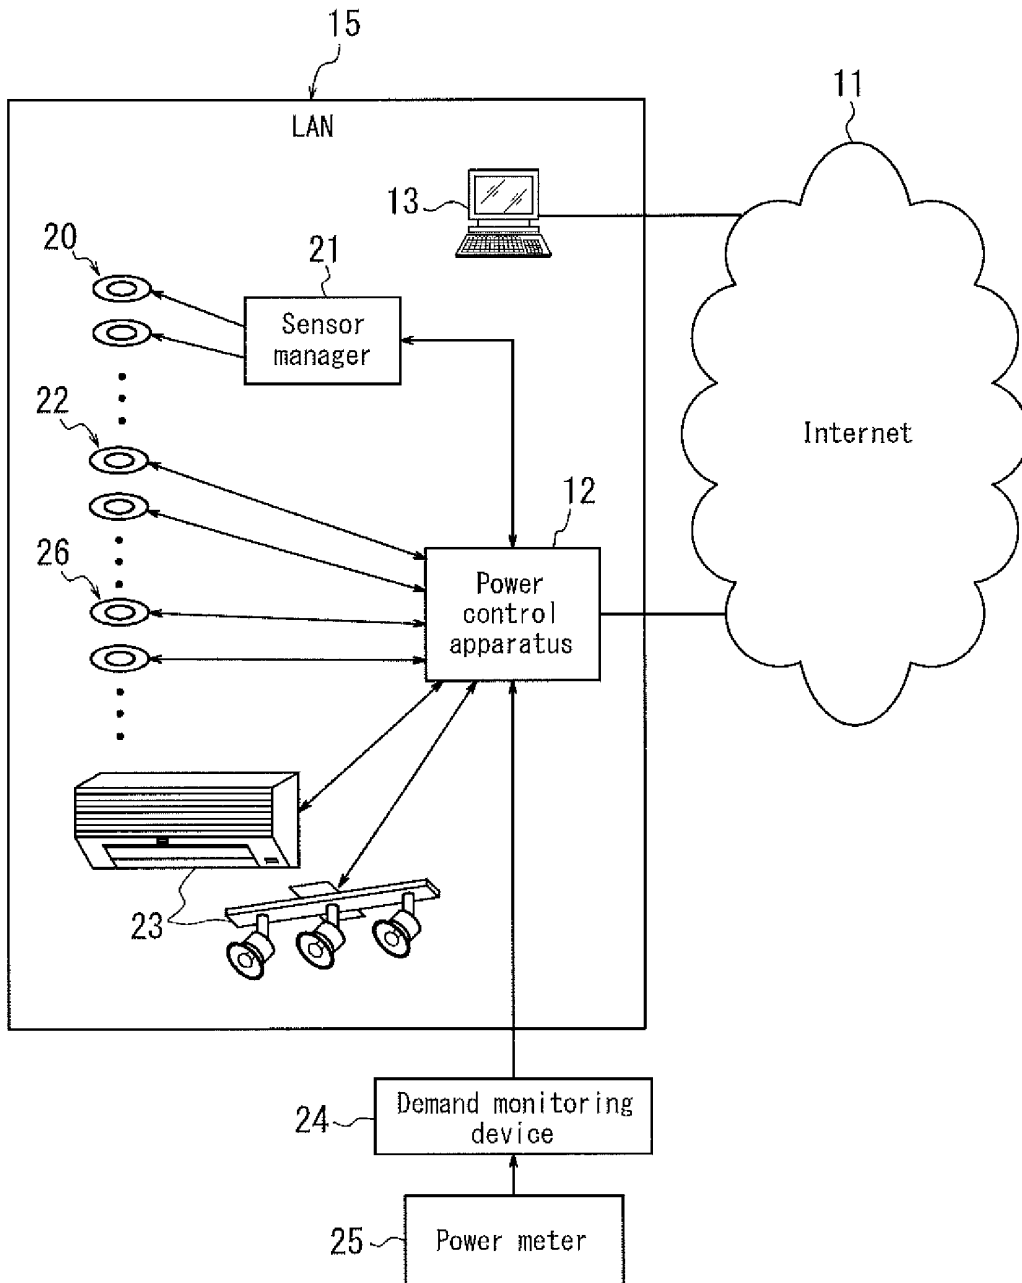 15
11
LAN
13
20
21
Sensor
manager
22
Internet
12
26
Power
control
apparatus
23
24
Demand monitoring
device
25
Power meter